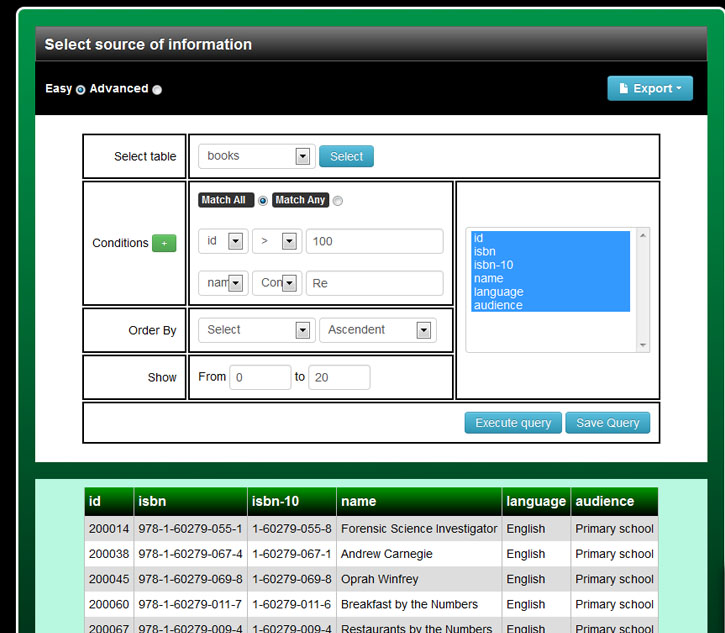 Select source of information
Easy Advanced Export
Select table books Select
Match All Match Any
Conditions + id > 100
nam Con Re
id
isbn
isbn-10
name
language
audience
Order By Select Ascendent
Show From 0 to 20
Execute query Save Query
id isbn isbn-10 name language audience
200014 978-1-60279-055-1 1-60279-055-8 Forensic Science Investigator English Primary school
200038 978-1-60279-067-4 1-60279-067-1 Andrew Carnegie English Primary school
200045 978-1-60279-069-8 1-60279-069-8 Oprah Winfrey English Primary school
200060 978-1-60279-011-7 1-60279-011-6 Breakfast by the Numbers English Primary school
200067 978-1-60279-009-4 1-60279-009-4 Restaurants by the Numbers English Primary school